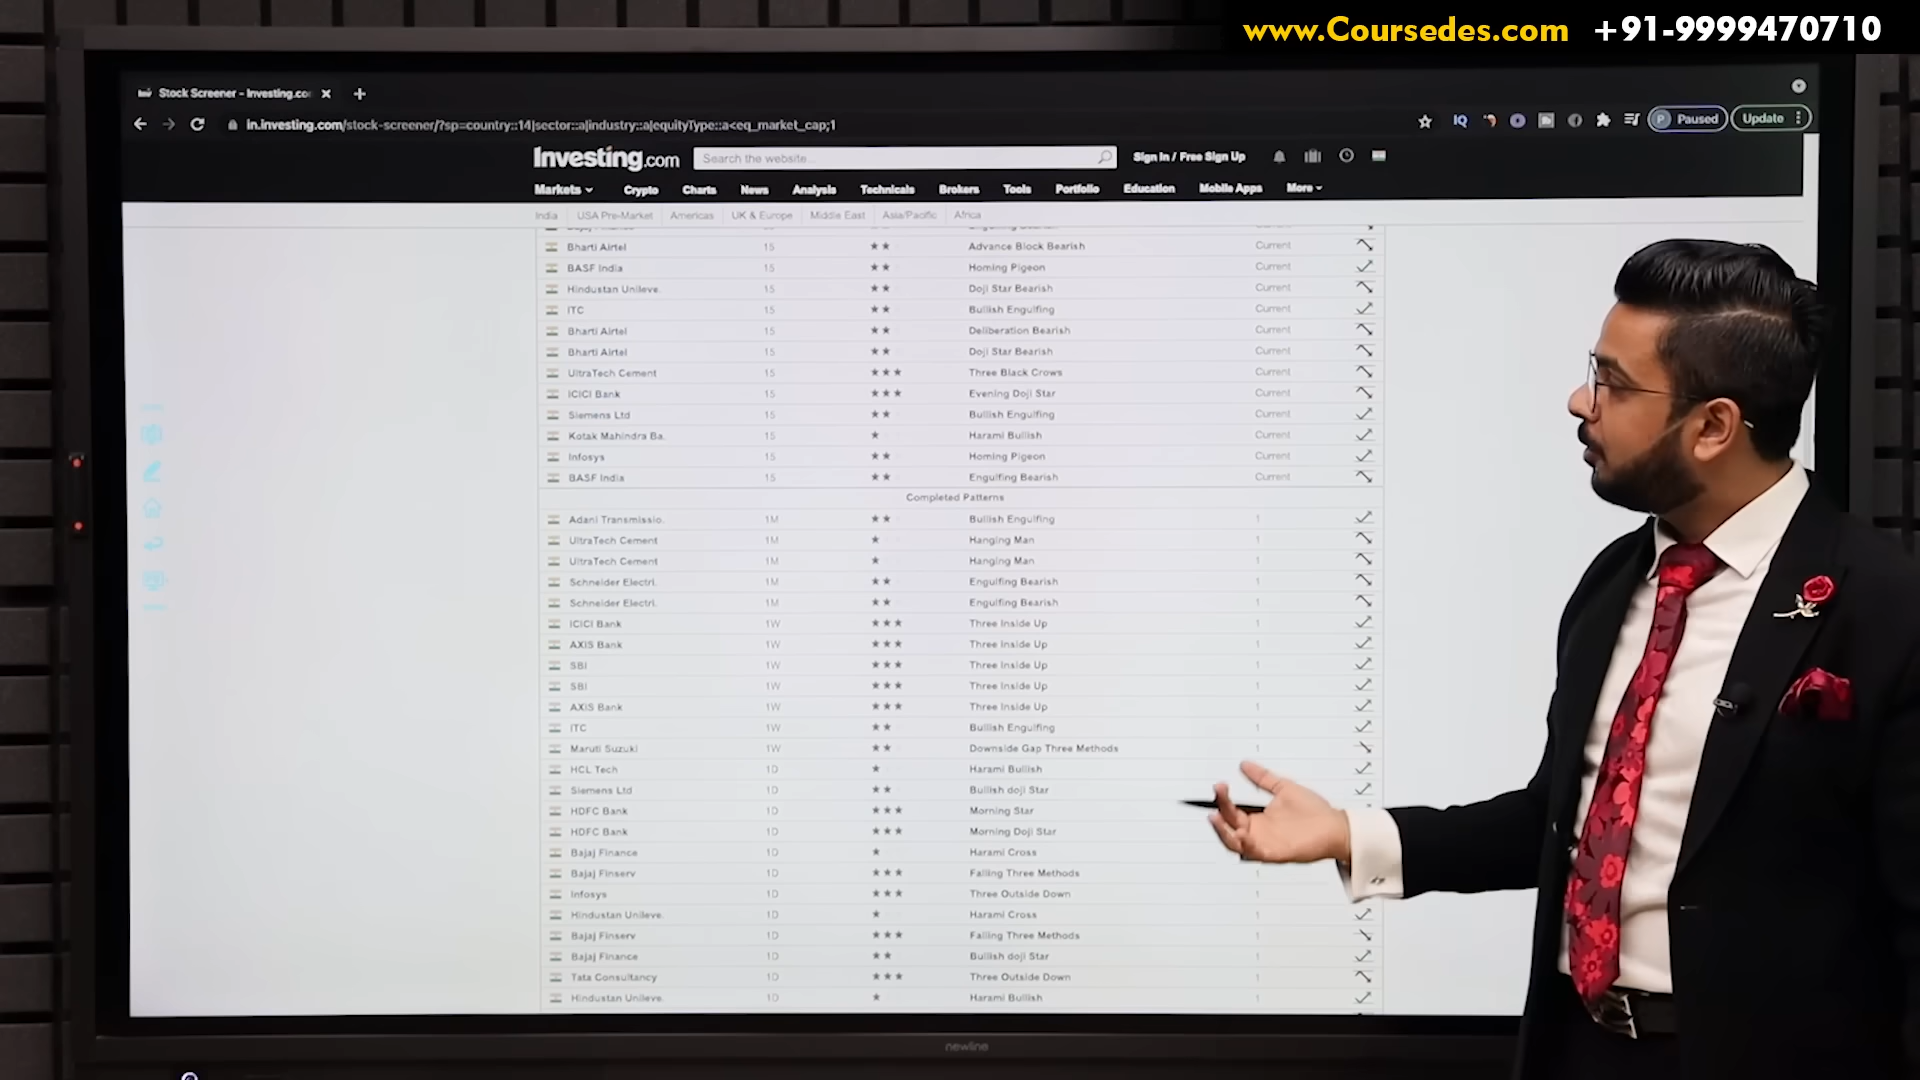 www.Coursedes.com +91-9999470710
Stock Screener - Investing.co
in.investing.com/stock-screener/?sp=country::14|sector::a|industry::a|equityType::a<eq_market_cap;1
IQ P Paused Update
Investing.com Search the website... Sign In / Free Sign Up
Markets Crypto Charts News Analysis Technicals Brokers Tools Portfolio Education Mobile Apps More
India USA Pre-Market Americas UK & Europe Middle East Asia/Pacific Africa
Bharti Airtel 15 ★★ Advance Block Bearish Current
BASF India 15 ★★ Homing Pigeon Current
Hindustan Unileve. 15 ★★ Doji Star Bearish Current
ITC 15 ★★ Bullish Engulfing Current
Bharti Airtel 15 ★★ Deliberation Bearish Current
Bharti Airtel 15 ★★ Doji Star Bearish Current
UltraTech Cement 15 ★★★ Three Black Crows Current
ICICI Bank 15 ★★★ Evening Doji Star Current
Siemens Ltd 15 ★★ Bullish Engulfing Current
Kotak Mahindra Ba. 15 ★ Harami Bullish Current
Infosys 15 ★★ Homing Pigeon Current
BASF India 15 ★★ Engulfing Bearish Current
Completed Patterns
Adani Transmissio. 1M ★★ Bullish Engulfing 1
UltraTech Cement 1M ★ Hanging Man 1
UltraTech Cement 1M ★ Hanging Man 1
Schneider Electri. 1M ★★ Engulfing Bearish 1
Schneider Electri. 1M ★★ Engulfing Bearish 1
ICICI Bank 1W ★★★ Three Inside Up 1
AXIS Bank 1W ★★★ Three Inside Up 1
SBI 1W ★★★ Three Inside Up 1
SBI 1W ★★★ Three Inside Up 1
AXIS Bank 1W ★★★ Three Inside Up 1
ITC 1W ★★ Bullish Engulfing 1
Maruti Suzuki 1W ★★ Downside Gap Three Methods 1
HCL Tech 1D ★ Harami Bullish
Siemens Ltd 1D ★★ Bullish doji Star
HDFC Bank 1D ★★★ Morning Star
HDFC Bank 1D ★★★ Morning Doji Star
Bajaj Finance 1D ★ Harami Cross
Bajaj Finserv 1D ★★★ Falling Three Methods 1
Infosys 1D ★★★ Three Outside Down 1
Hindustan Unileve. 1D ★ Harami Cross 1
Bajaj Finserv 1D ★★★ Falling Three Methods 1
Bajaj Finance 1D ★★ Bullish doji Star 1
Tata Consultancy 1D ★★★ Three Outside Down 1
Hindustan Unileve. 1D ★ Harami Bullish 1
newline